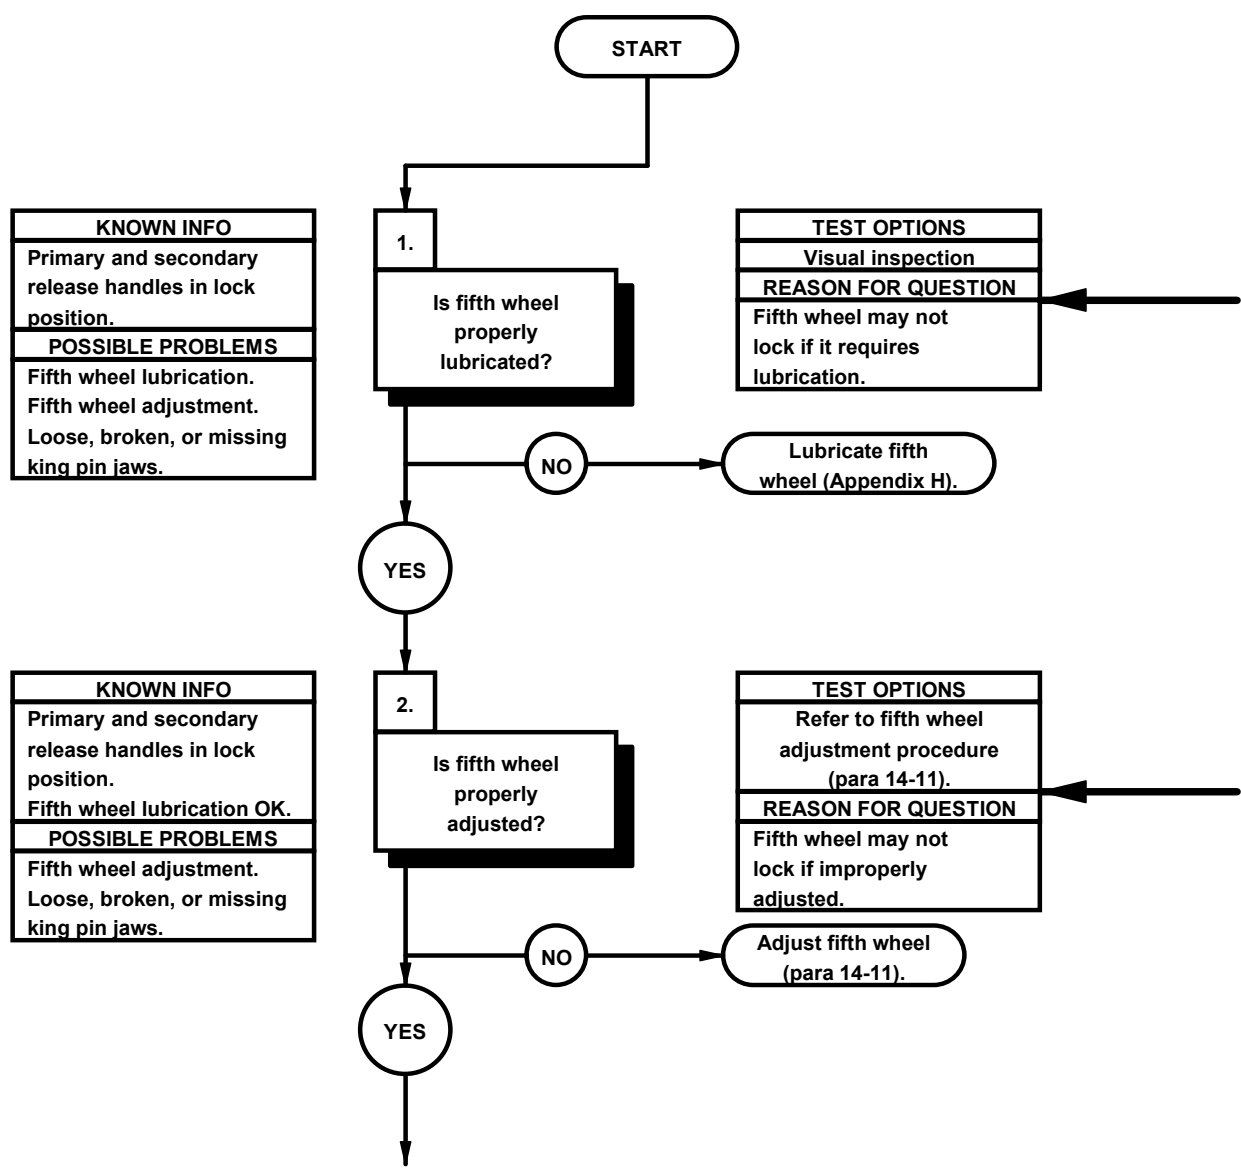 START
KNOWN INFO
Primary and secondary
release handles in lock
position.
POSSIBLE PROBLEMS
Fifth wheel lubrication.
Fifth wheel adjustment.
Loose, broken, or missing
king pin jaws.
1.
Is fifth wheel
properly
lubricated?
TEST OPTIONS
Visual inspection
REASON FOR QUESTION
Fifth wheel may not
lock if it requires
lubrication.
NO
Lubricate fifth
wheel (Appendix H).
YES
KNOWN INFO
Primary and secondary
release handles in lock
position.
Fifth wheel lubrication OK.
POSSIBLE PROBLEMS
Fifth wheel adjustment.
Loose, broken, or missing
king pin jaws.
2.
Is fifth wheel
properly
adjusted?
TEST OPTIONS
Refer to fifth wheel
adjustment procedure
(para 14-11).
REASON FOR QUESTION
Fifth wheel may not
lock if improperly
adjusted.
NO
Adjust fifth wheel
(para 14-11).
YES